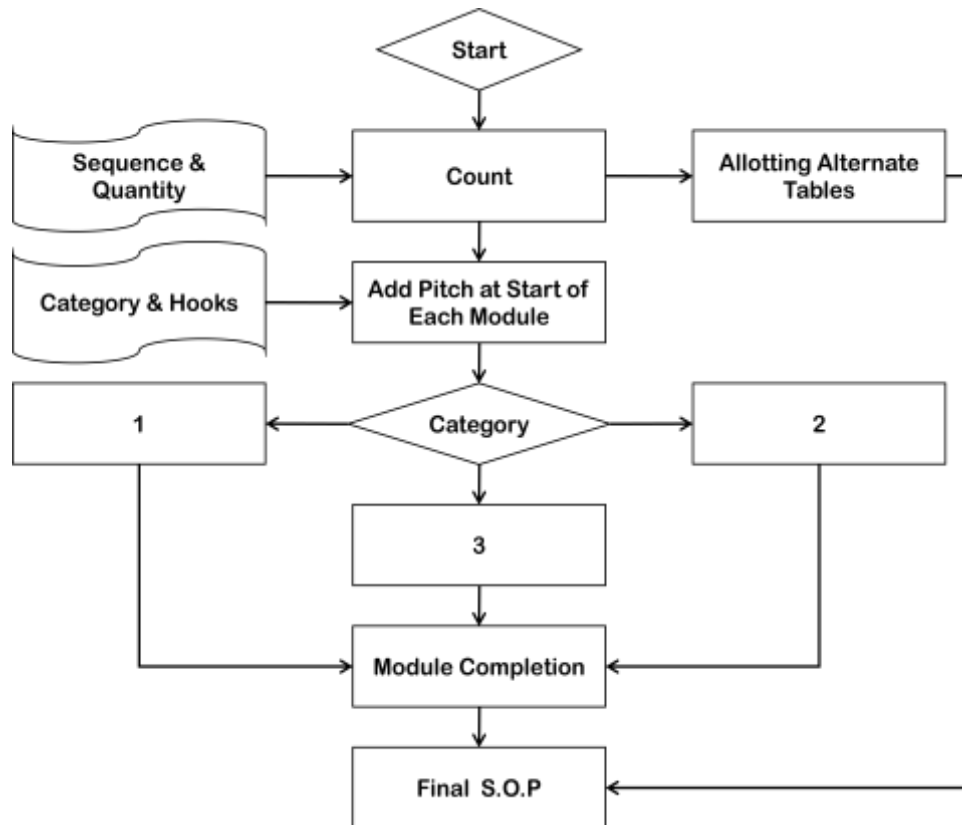 Start
Sequence &
Quantity
Count
Allotting Alternate
Tables
Category & Hooks
Add Pitch at Start of
Each Module
1
Category
2
3
Module Completion
Final S.O.P